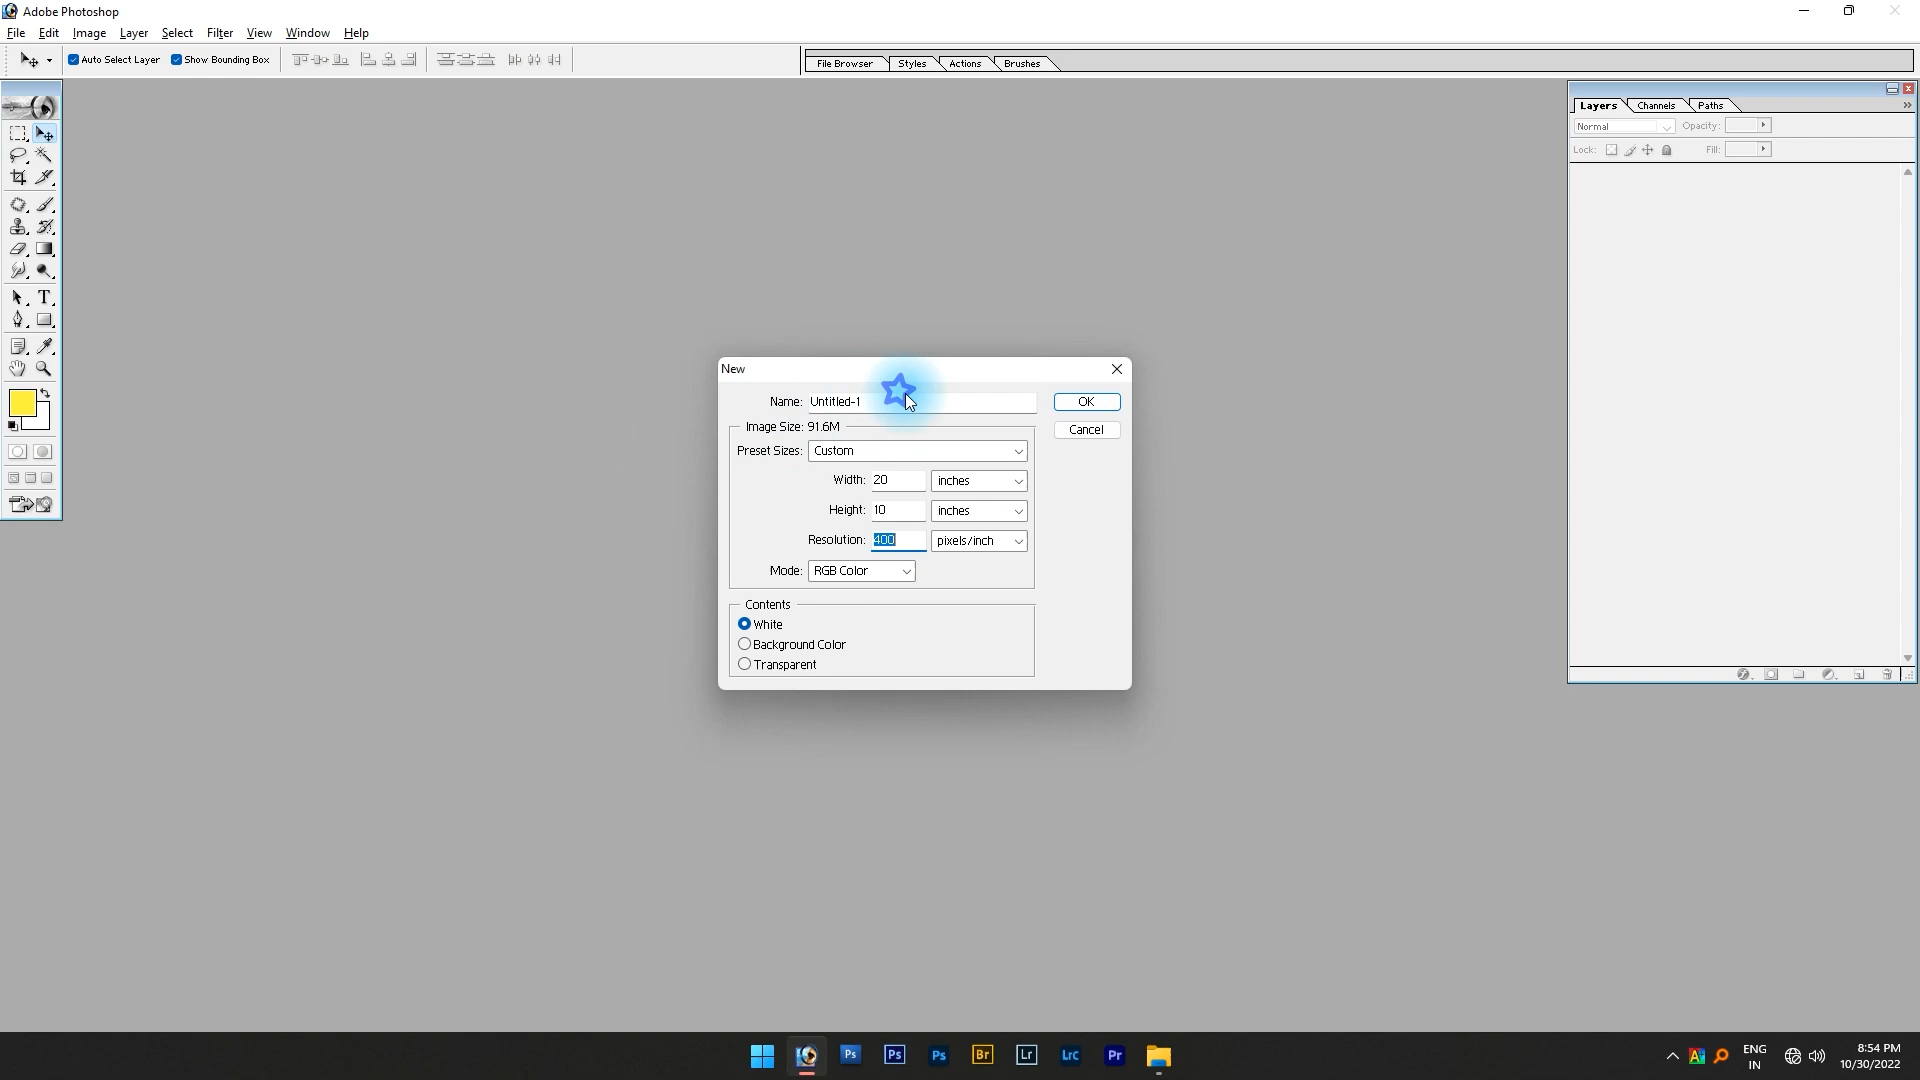 Adobe Photoshop
File Edit Image Layer Select Filter View Window Help
Auto Select Layer Show Bounding Box File Browser Styles Actions Brushes
Layers Channels Paths
Normal Opacity:
Lock: Fill:
New
Name: Untitled-1 OK
Image Size: 91.6M Cancel
Preset Sizes: Custom
Width: 20 inches
Height: 10 inches
Resolution: 400 pixels/inch
Mode: RGB Color
Contents
White
Background Color
Transparent
Ps Ps Ps Br Lr LrC Pr
ENG
IN
8:54 PM
10/30/2022